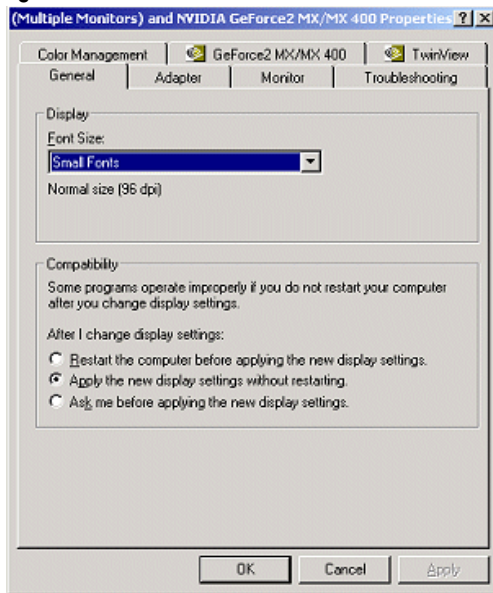 (Multiple Monitors) and NVIDIA GeForce2 MX/MX 400 Properties
Color Management GeForce2 MX/MX 400 TwinView
General Adapter Monitor Troubleshooting
Display
Font Size:
Small Fonts
Normal size (96 dpi)
Compatibility
Some programs operate improperly if you do not restart your computer
after you change display settings.
After I change display settings:
Restart the computer before applying the new display settings.
Apply the new display settings without restarting.
Ask me before applying the new display settings.
OK Cancel Apply